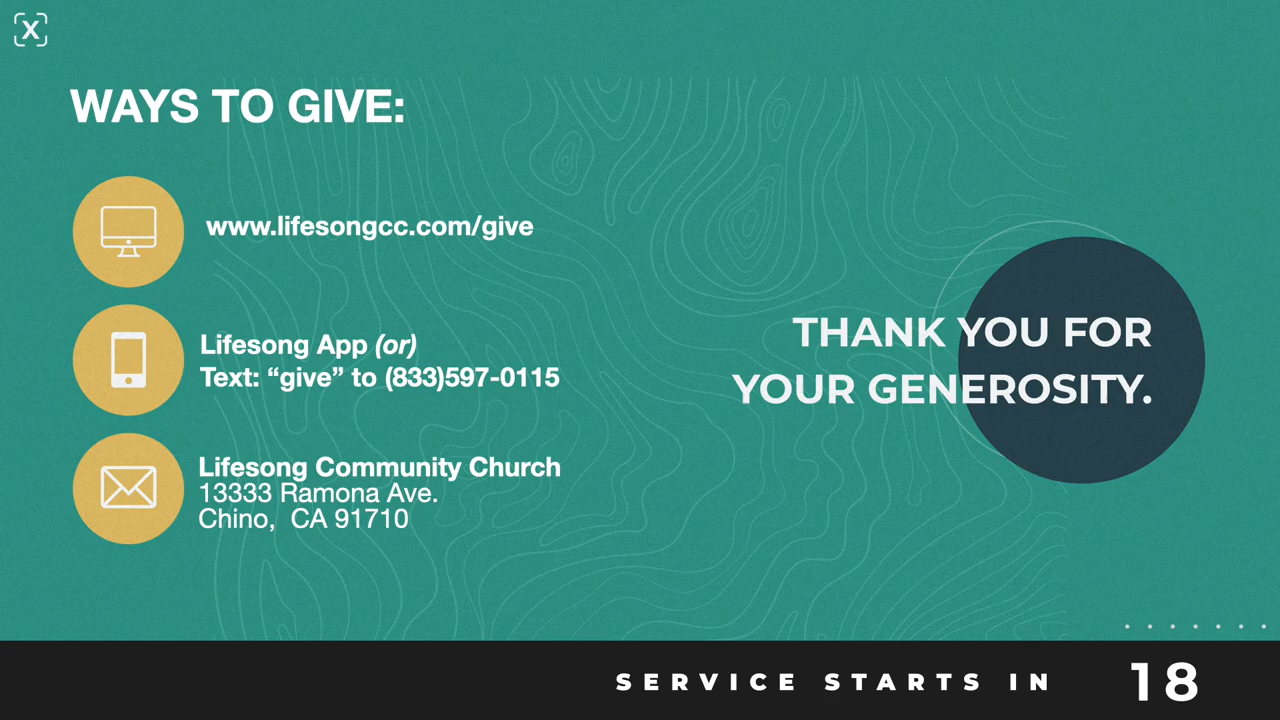 X
WAYS TO GIVE:
www.lifesongcc.com/give
Lifesong App (or)
Text: “give” to (833)597-0115
Lifesong Community Church
13333 Ramona Ave.
Chino,  CA 91710
THANK YOU FOR
YOUR GENEROSITY.
SERVICE STARTS IN 18